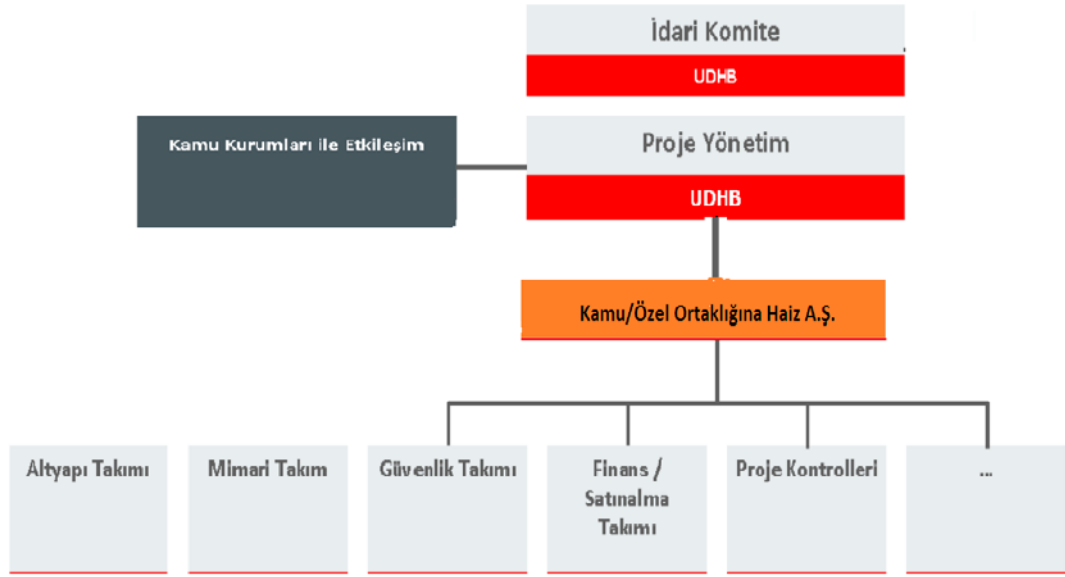 İdari Komite
UDHB
Kamu Kurumları ile Etkileşim
Proje Yönetim
UDHB
Kamu/Özel Ortaklığına Haiz A.Ş.
Altyapı Takımı
Mimari Takım
Güvenlik Takımı
Finans /
Satınalma
Takımı
Proje Kontrolleri
...